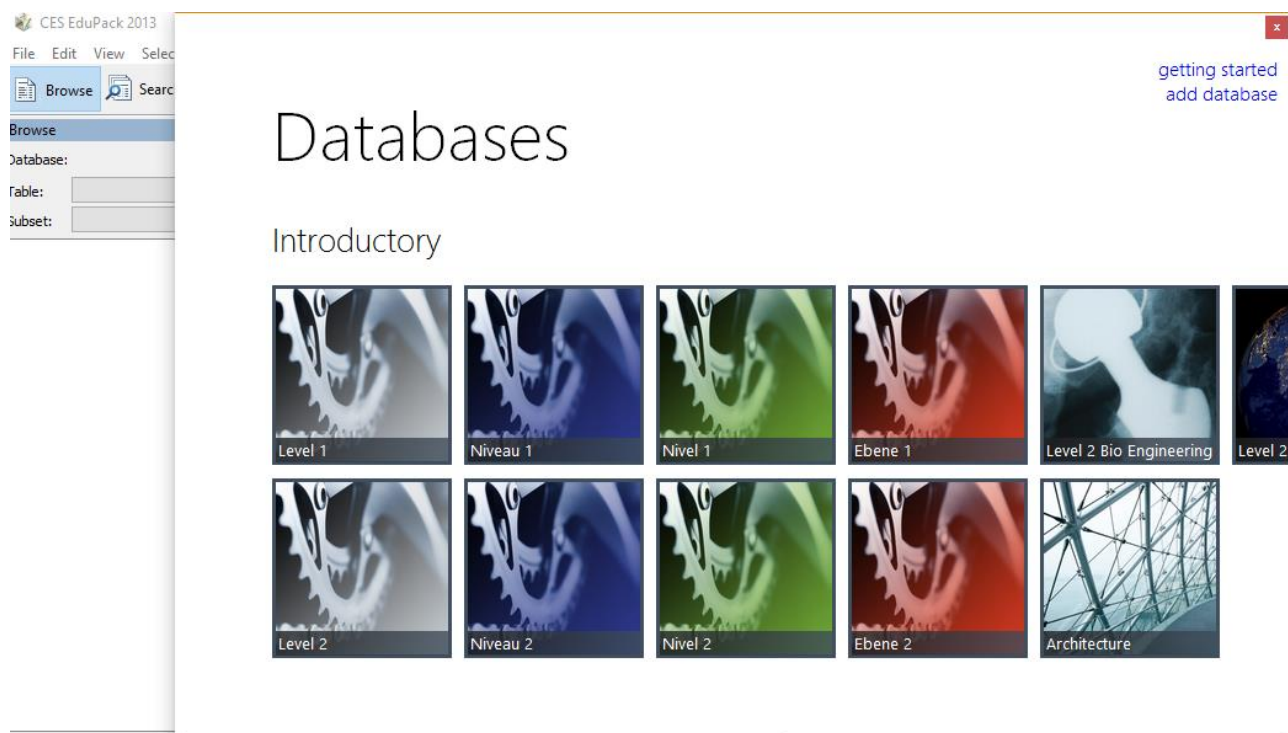 CES EduPack 2013
File Edit View Selec
Browse Searc
Browse
Database:
Table:
Subset:
getting started
add database
Databases
Introductory
Level 1 Niveau 1 Nivel 1 Ebene 1 Level 2 Bio Engineering Level 2
Level 2 Niveau 2 Nivel 2 Ebene 2 Architecture